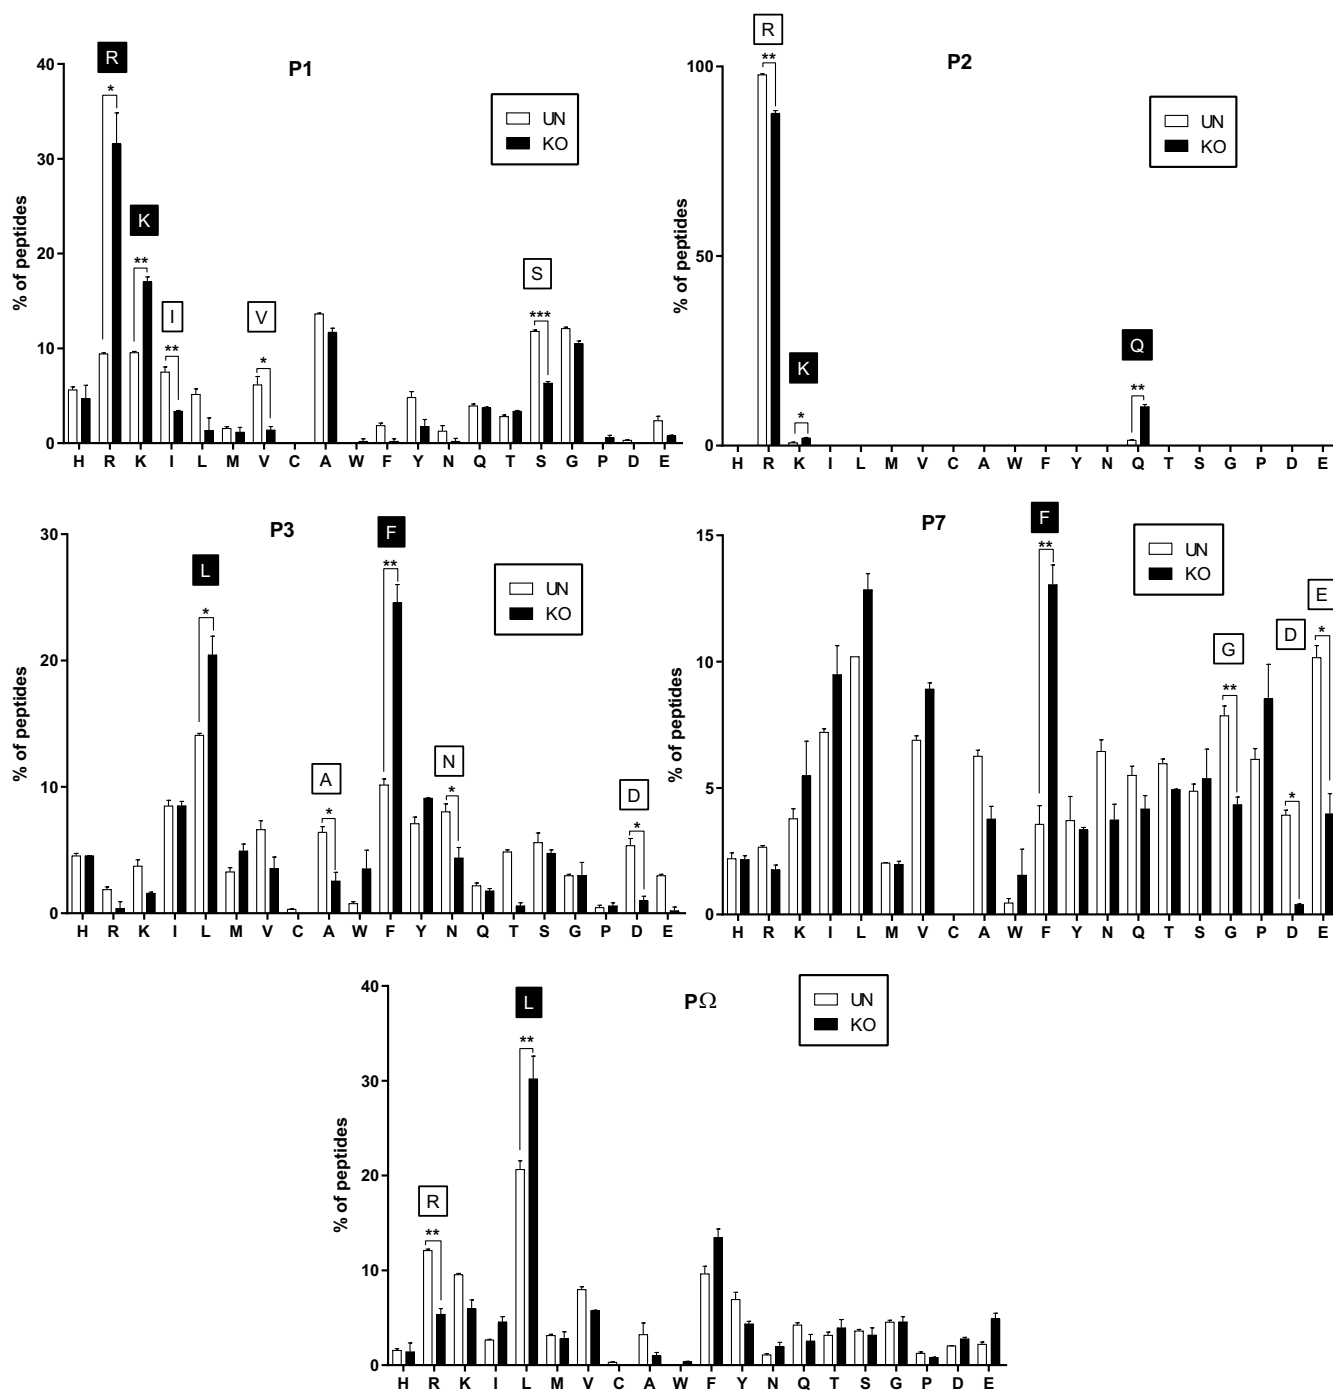 P1
% of peptides
40
30
20
10
0
UN
KO
R
*
K
**
I
**
V
*
S
***
H R K I L M V C A W F Y N Q T S G P D E
P2
% of peptides
100
50
0
UN
KO
R
**
K
*
Q
**
H R K I L M V C A W F Y N Q T S G P D E
P3
% of peptides
30
20
10
0
UN
KO
L
*
A
*
F
**
N
*
D
*
H R K I L M V C A W F Y N Q T S G P D E
P7
% of peptides
15
10
5
0
UN
KO
F
**
G
**
D
*
E
*
H R K I L M V C A W F Y N Q T S G P D E
PΩ
% of peptides
40
30
20
10
0
UN
KO
R
**
L
**
H R K I L M V C A W F Y N Q T S G P D E